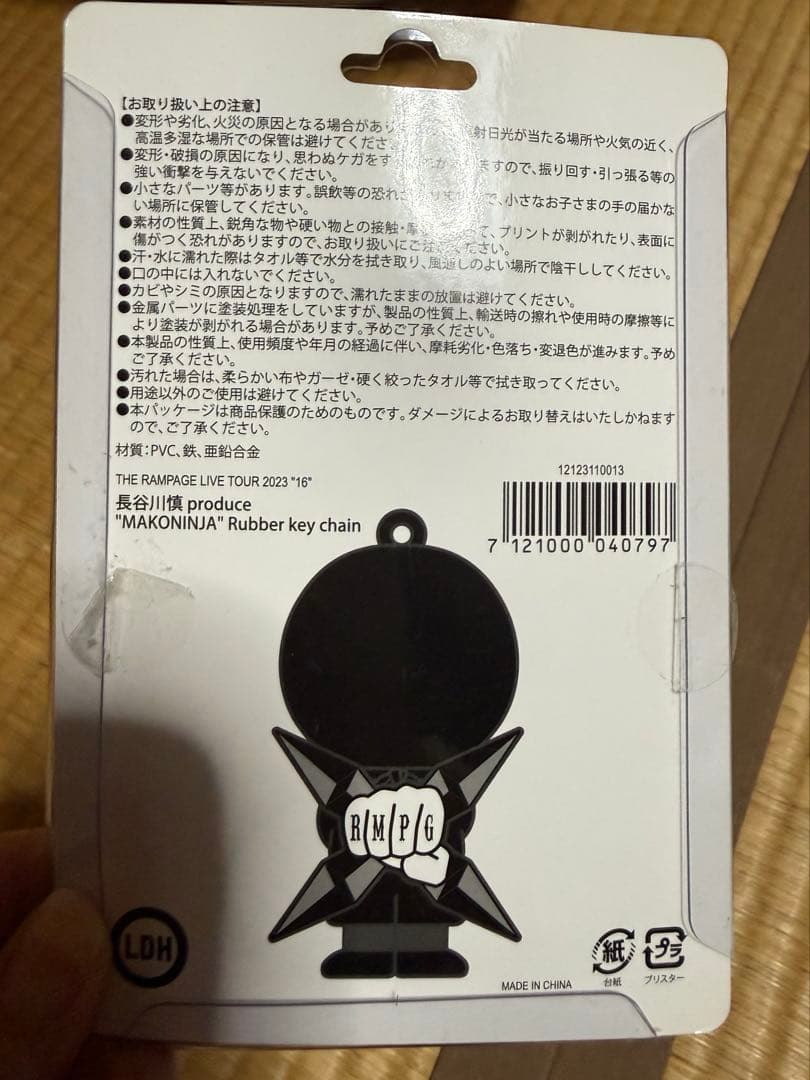 【お取り扱い上の注意】
●変形や劣化、火災の原因となる場合があり 射日光が当たる場所や火気の近く、
高温多湿な場所での保管は避けてくださ
●変形・破損の原因になり、思わぬケガをす ますので、振り回す・引っ張る等の
強い衝撃を与えないでください。
●小さなパーツ等があります。誤飲等の恐れ で、小さなお子さまの手の届かな
い場所に保管してください。
●素材の性質上、鋭角な物や硬い物との接触・摩 て、プリントが剥がれたり、表面に
傷がつく恐れがありますので、お取り扱いにご注 ください。
●汗・水に濡れた際はタオル等で水分を拭き取り、風通しのよい場所で陰干ししてください。
●口の中には入れないでください。
●カビやシミの原因となりますので、濡れたままの放置は避けてください。
●金属パーツに塗装処理をしていますが、製品の性質上、輸送時の擦れや使用時の摩擦等に
より塗装が剥がれる場合があります。予めご了承ください。
●本製品の性質上、使用頻度や年月の経過に伴い、摩耗劣化・色落ち・変退色が進みます。予め
ご了承ください。
●汚れた場合は、柔らかい布やガーゼ・硬く絞ったタオル等で拭き取ってください。
●用途以外のご使用は避けてください。
●本パッケージは商品保護のためのものです。ダメージによるお取り替えはいたしかねます
ので、ご了承ください。
材質:PVC、鉄、亜鉛合金
THE RAMPAGE LIVE TOUR 2023 "16"
長谷川慎 produce
"MAKONINJA" Rubber key chain
12123110013
7 121000 040797
RMPG
LDH
MADE IN CHINA
紙
台紙
プラ
ブリスター